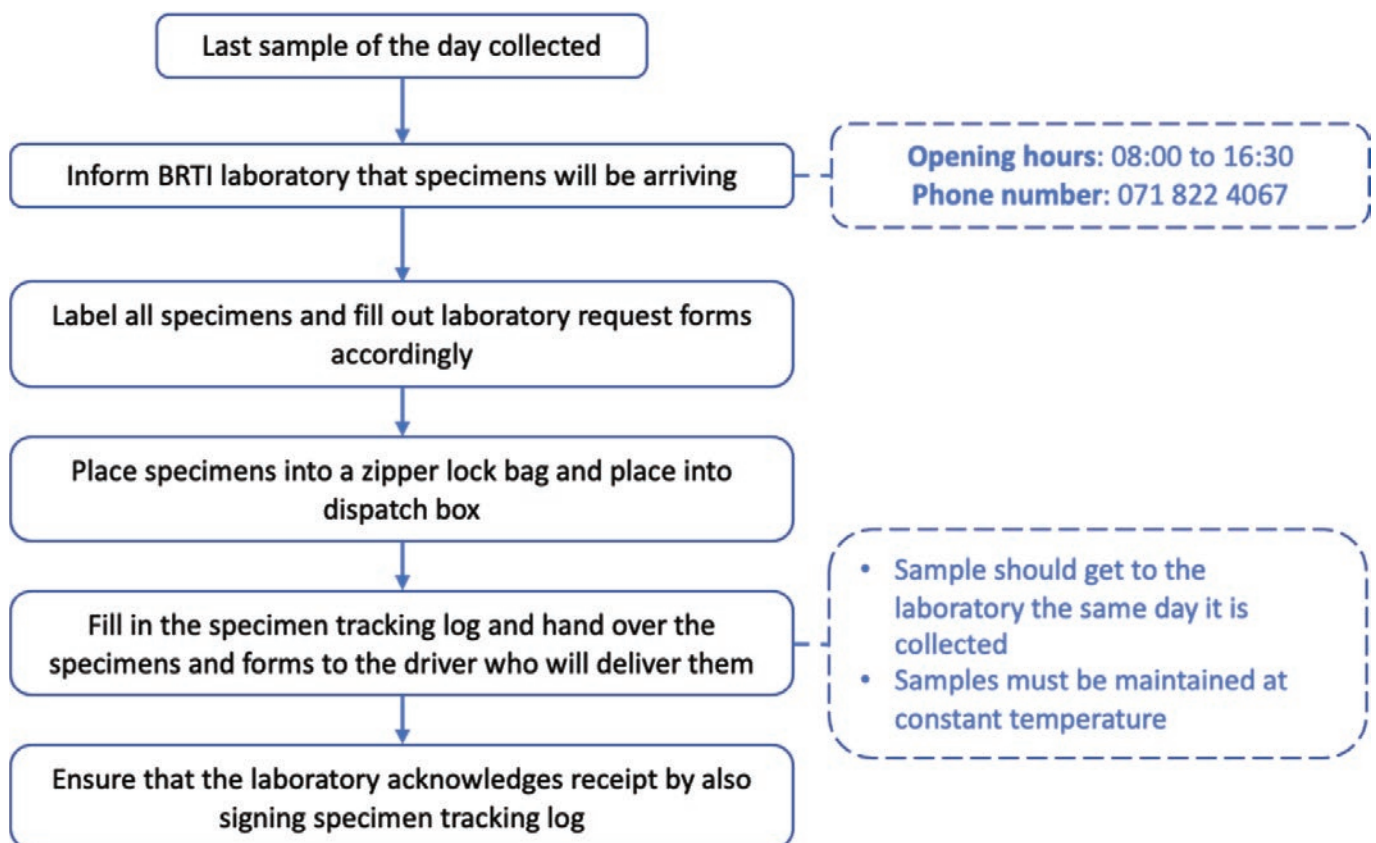 Last sample of the day collected
Inform BRTI laboratory that specimens will be arriving
Opening hours: 08:00 to 16:30
Phone number: 071 822 4067
Label all specimens and fill out laboratory request forms
accordingly
Place specimens into a zipper lock bag and place into
dispatch box
Fill in the specimen tracking log and hand over the
specimens and forms to the driver who will deliver them
• Sample should get to the
laboratory the same day it is
collected
• Samples must be maintained at
constant temperature
Ensure that the laboratory acknowledges receipt by also
signing specimen tracking log